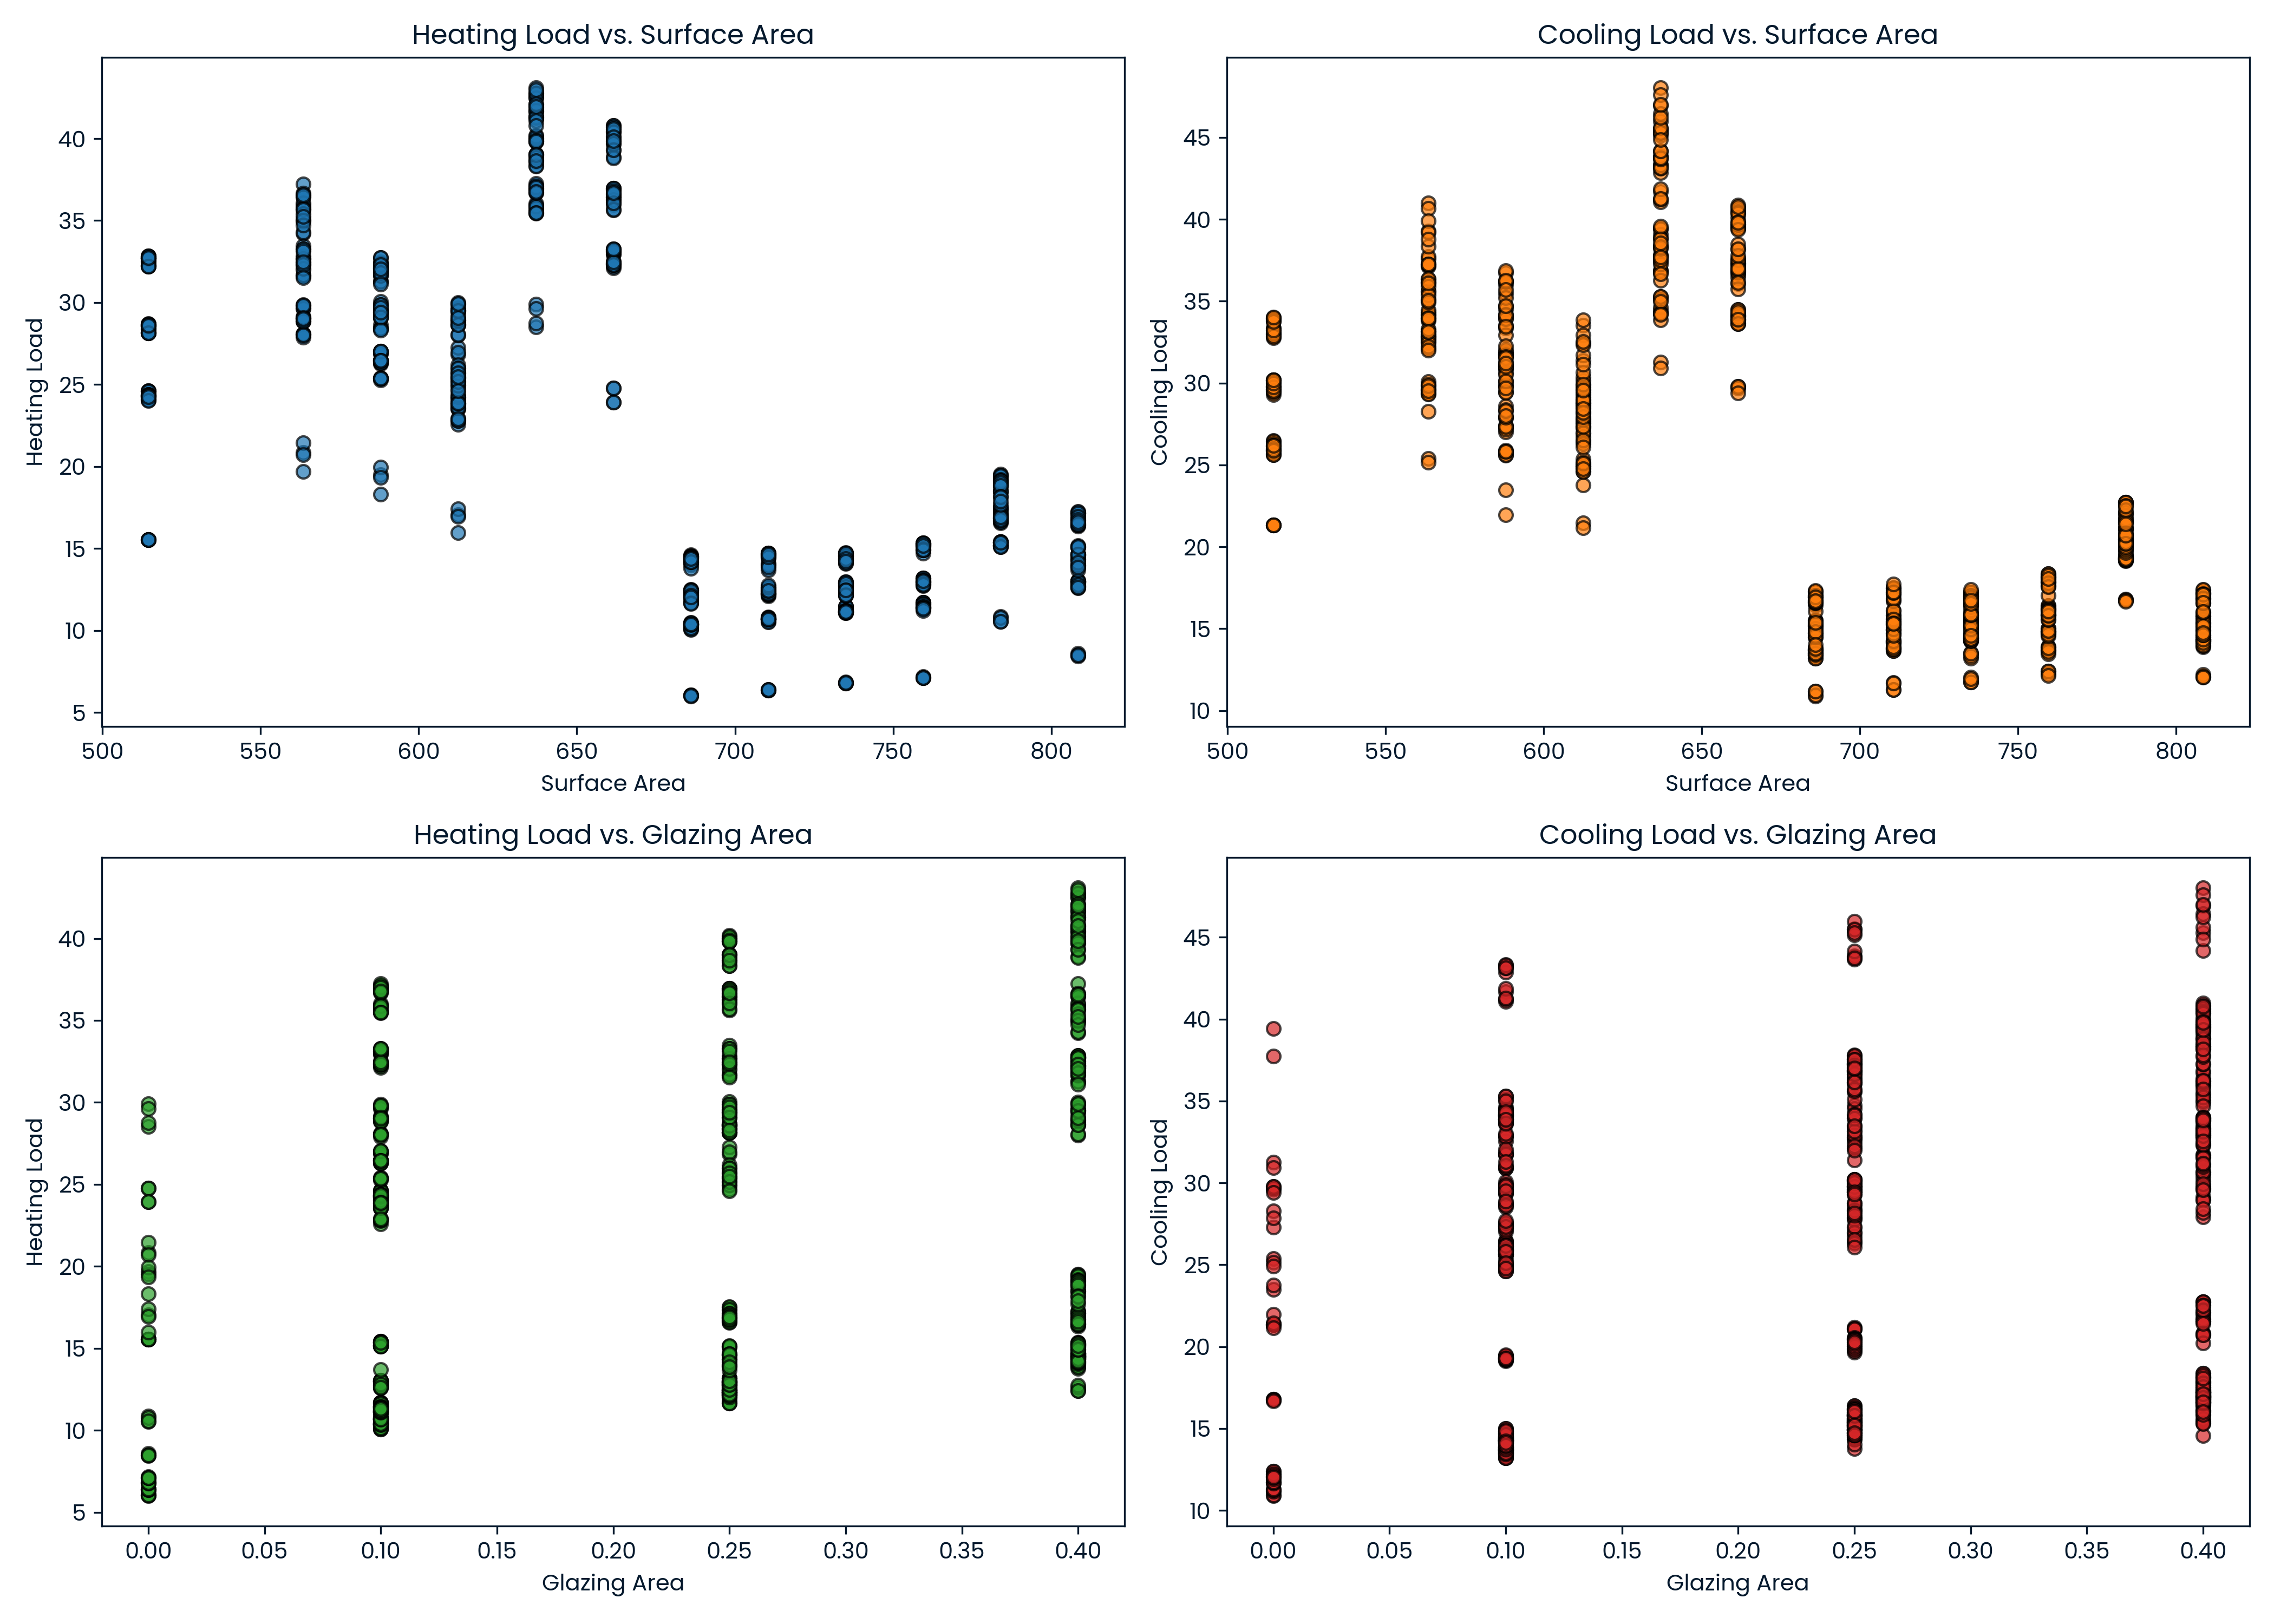 Heating Load vs. Surface Area
Heating Load
40
35
30
25
20
15
10
5
500 550 600 650 700 750 800
Surface Area
Cooling Load vs. Surface Area
Cooling Load
45
40
35
30
25
20
15
10
500 550 600 650 700 750 800
Surface Area
Heating Load vs. Glazing Area
Heating Load
40
35
30
25
20
15
10
5
0.00 0.05 0.10 0.15 0.20 0.25 0.30 0.35 0.40
Glazing Area
Cooling Load vs. Glazing Area
Cooling Load
45
40
35
30
25
20
15
10
0.00 0.05 0.10 0.15 0.20 0.25 0.30 0.35 0.40
Glazing Area